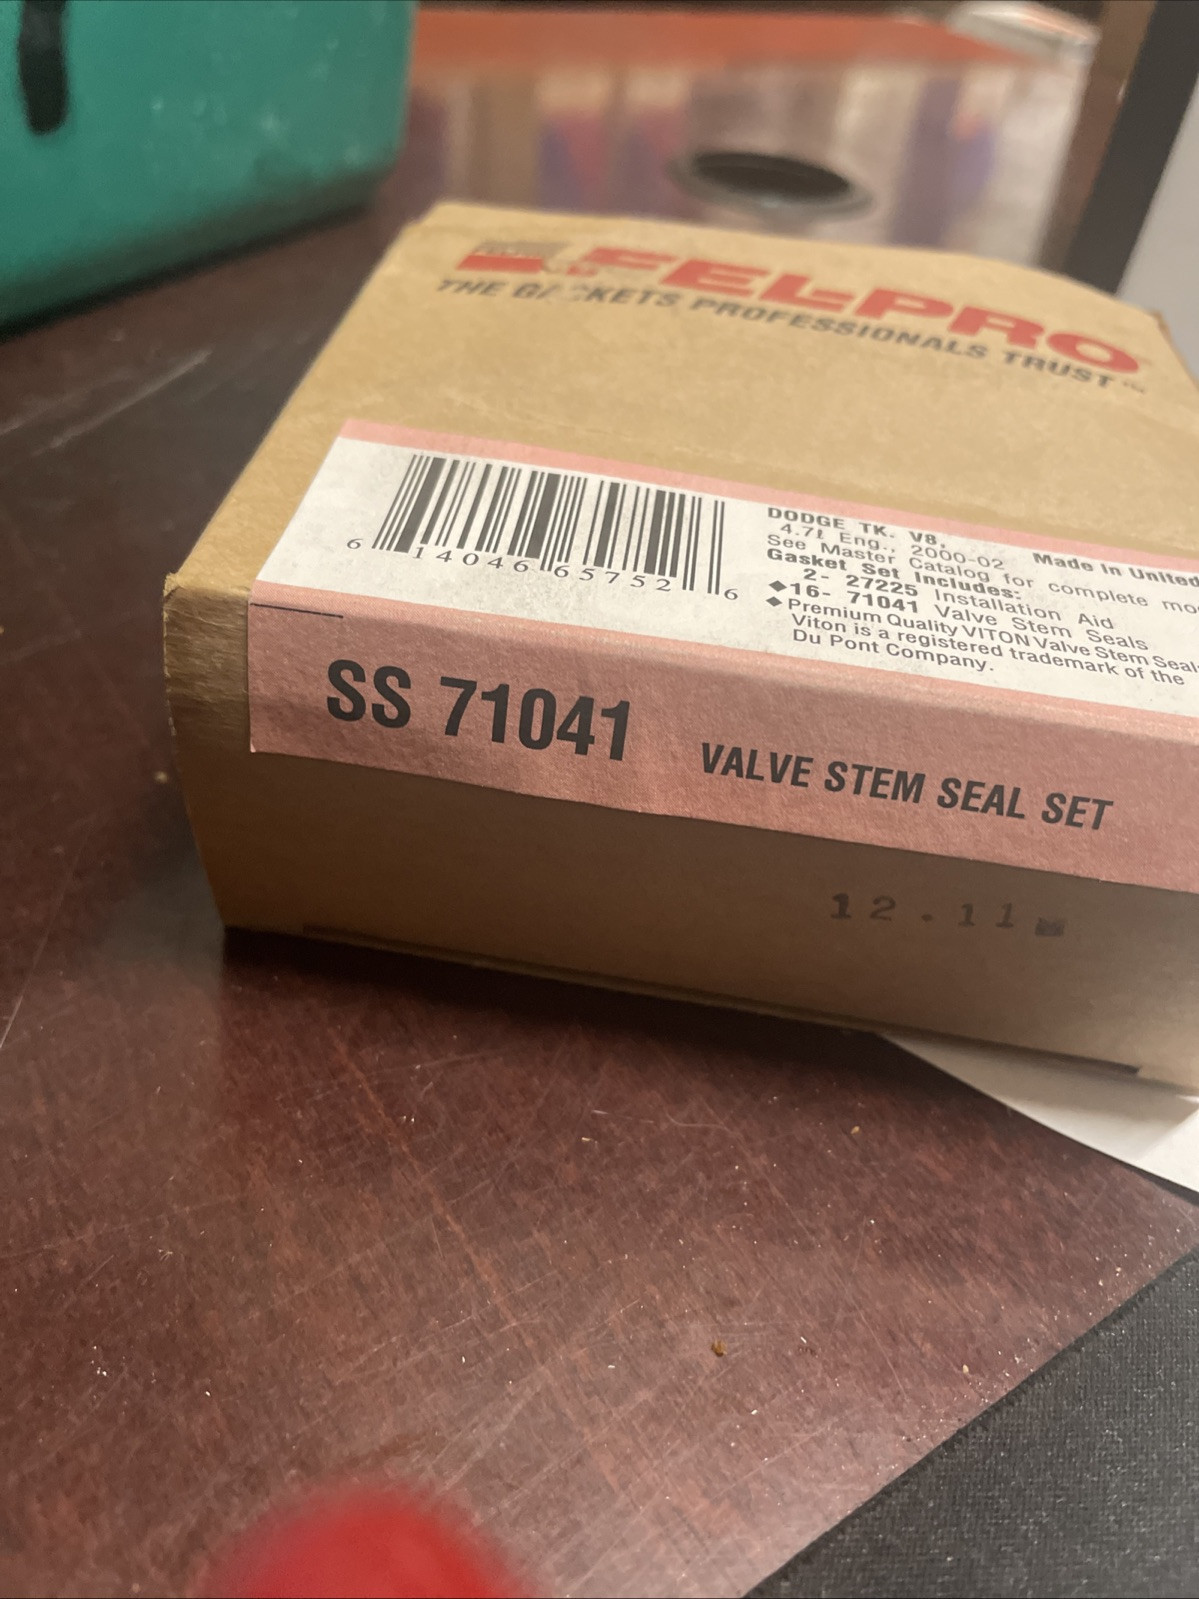 FEL-PRO
THE GASKETS PROFESSIONALS TRUST™
DODGE TK. V8,
4.7ℓ Eng., 2000-02 Made in United
See Master Catalog for complete
Gasket Set Includes:
2- 27225 Installation Aid
◆16- 71041 Valve Stem Seals
◆Premium Quality VITON Valve Stem Seal
Viton is a registered trademark of the
Du Pont Company.
6 14046 65752 6
SS 71041 VALVE STEM SEAL SET
12.11